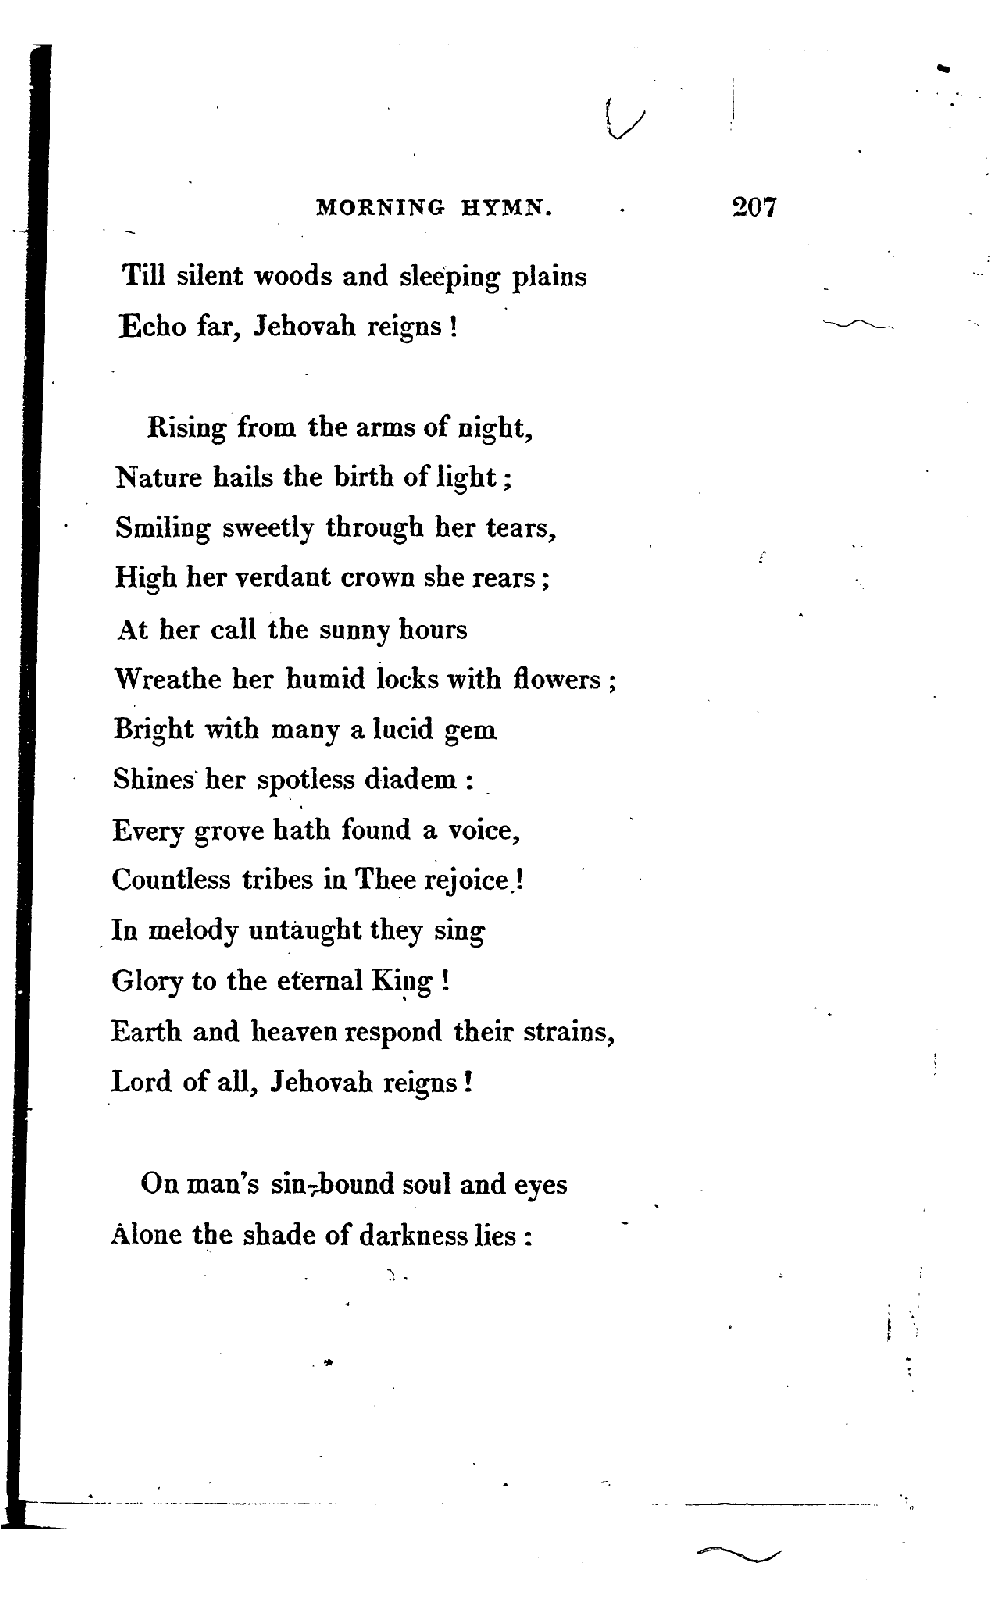 MORNING HYMN. 207
Till silent woods and sleeping plains
Echo far, Jehovah reigns !
Rising from the arms of night,
Nature hails the birth of light ;
Smiling sweetly through her tears,
High her verdant crown she rears ;
At her call the sunny hours
Wreathe her humid locks with flowers ;
Bright with many a lucid gem
Shines her spotless diadem :
Every grove hath found a voice,
Countless tribes in Thee rejoice !
In melody untaught they sing
Glory to the eternal King !
Earth and heaven respond their strains,
Lord of all, Jehovah reigns !
On man's sin-bound soul and eyes
Alone the shade of darkness lies :